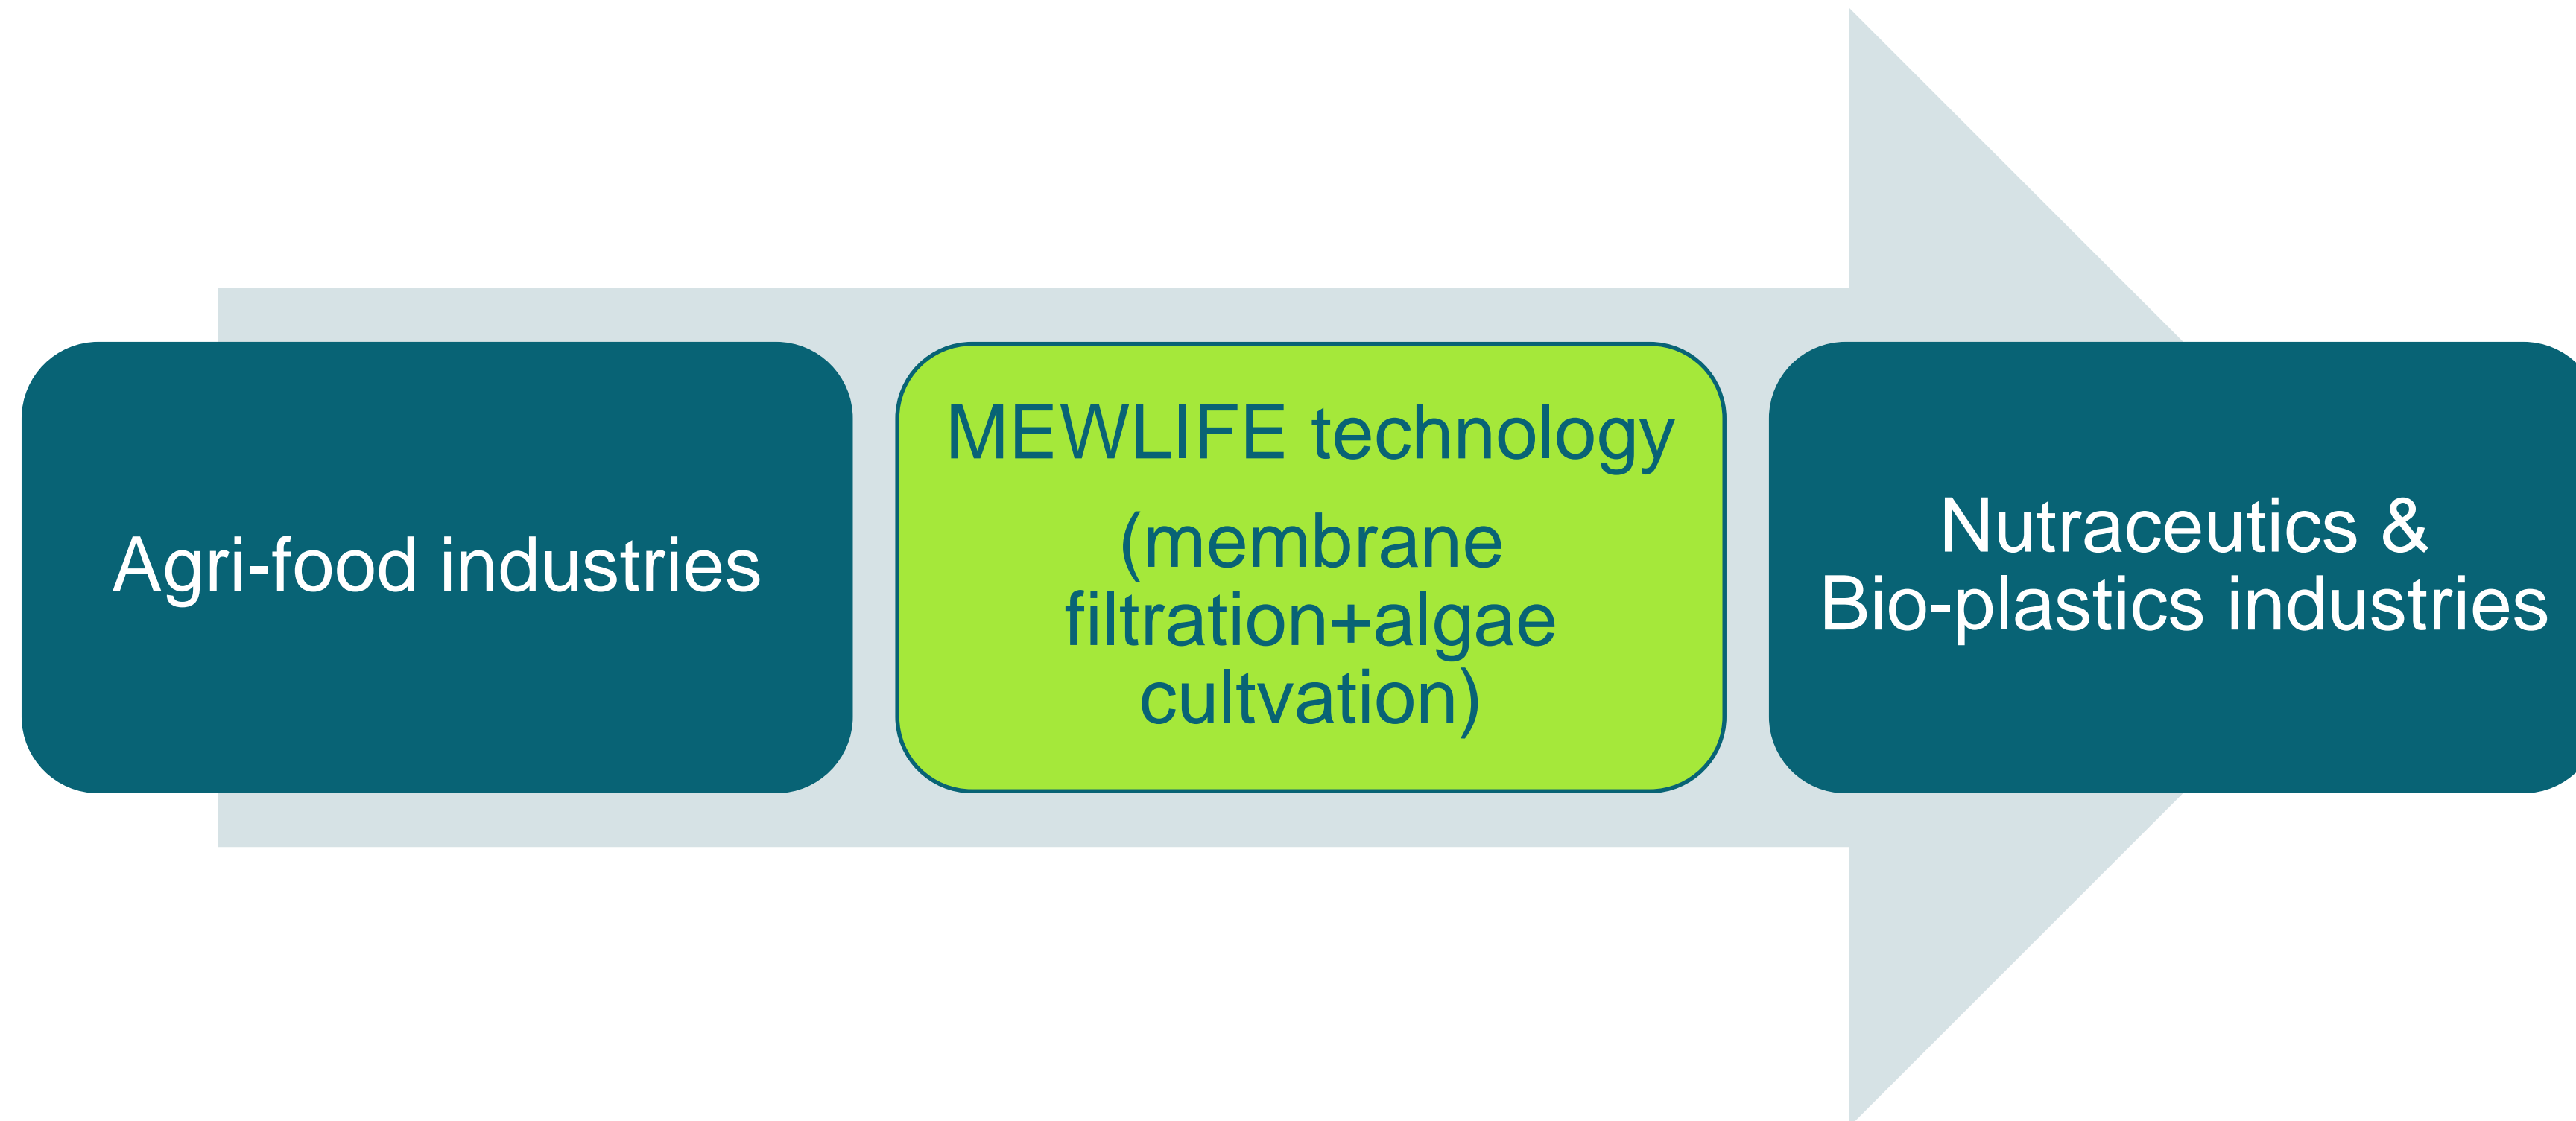 Agri-food industries
MEWLIFE technology
(membrane
filtration+algae
cultvation)
Nutraceutics &
Bio-plastics industries